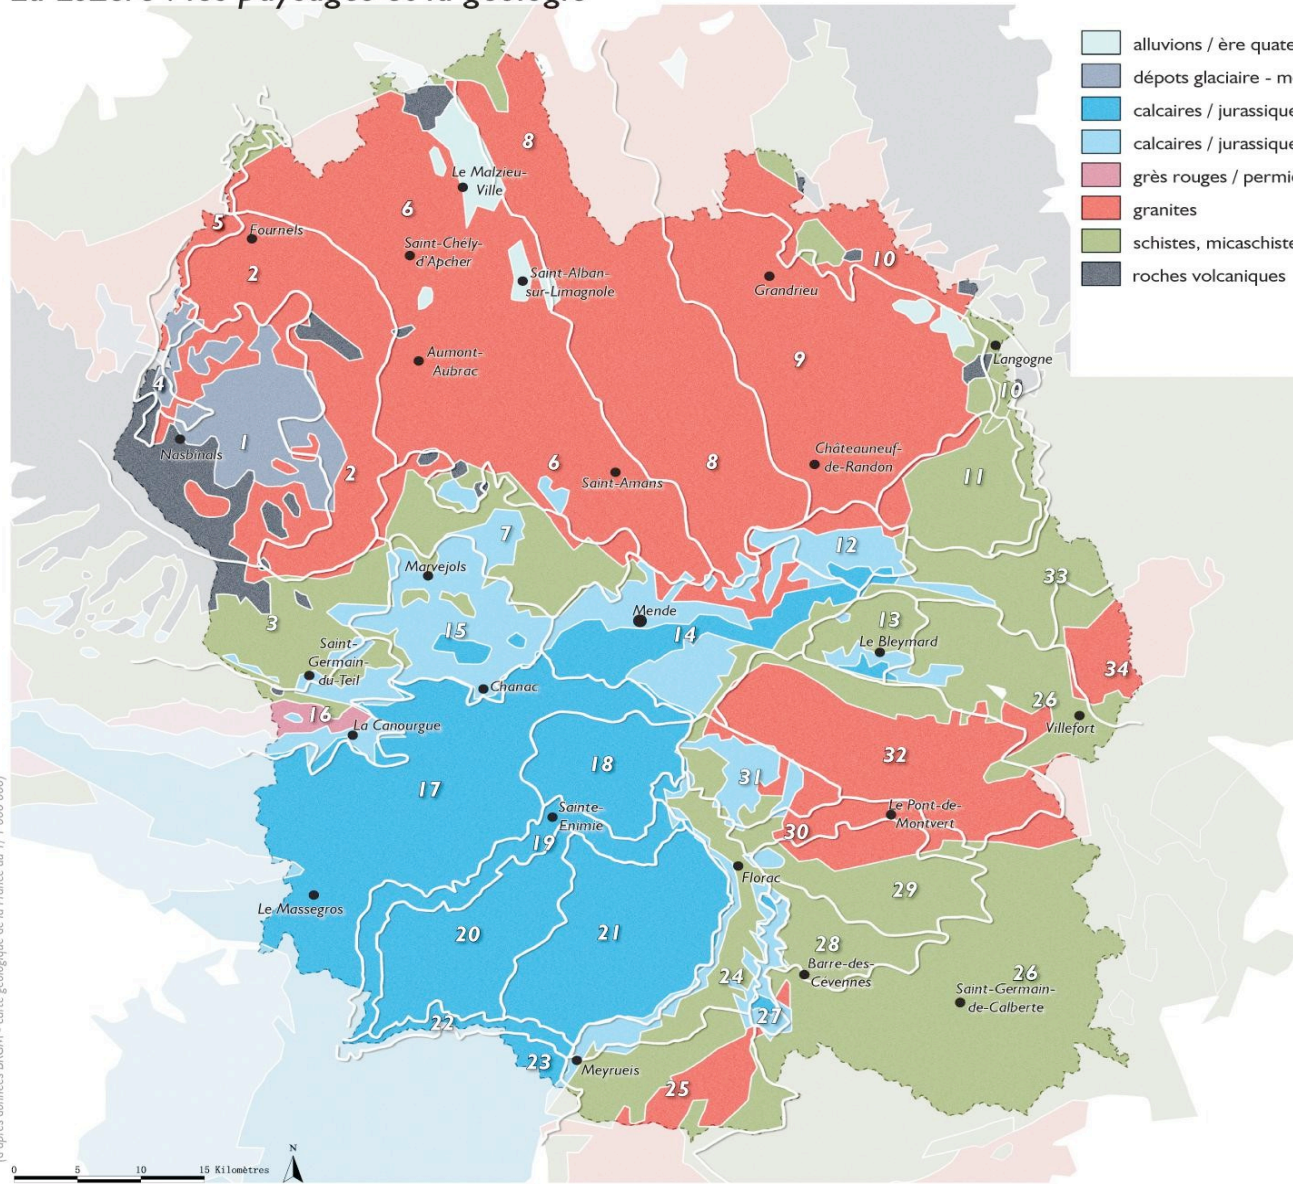 alluvions / ère quate
dépots glaciaire - m
calcaires / jurassique
calcaires / jurassique
grès rouges / permi
granites
schistes, micaschiste
roches volcaniques
8
Le Malzieu-
Ville
6
5
Fournels
2
Saint-Chély-
d'Apcher
Saint-Alban-
sur-Limagnole
10
Grandrieu
Aumont-
Aubrac
9
Langogne
4
10
Nasbinals
1
2
6
Saint-Amans
8
Châteauneuf-
de-Randon
11
7
12
Marvejols
33
3
15
Mende
14
13
Le Bleymard
Saint-
Germain-
du-Teil
34
Chanac
26
Villefort
16
La Canourgue
32
18
31
17
Sainte-
Enimie
19
Le Pont-de-
Montvert
30
Florac
29
Le Massegros
20
21
28
Barre-des-
Cévennes
24
26
Saint-Germain-
de-Calberte
27
22
23
Meyrueis
25
N
0 5 10 15 Kilomètres